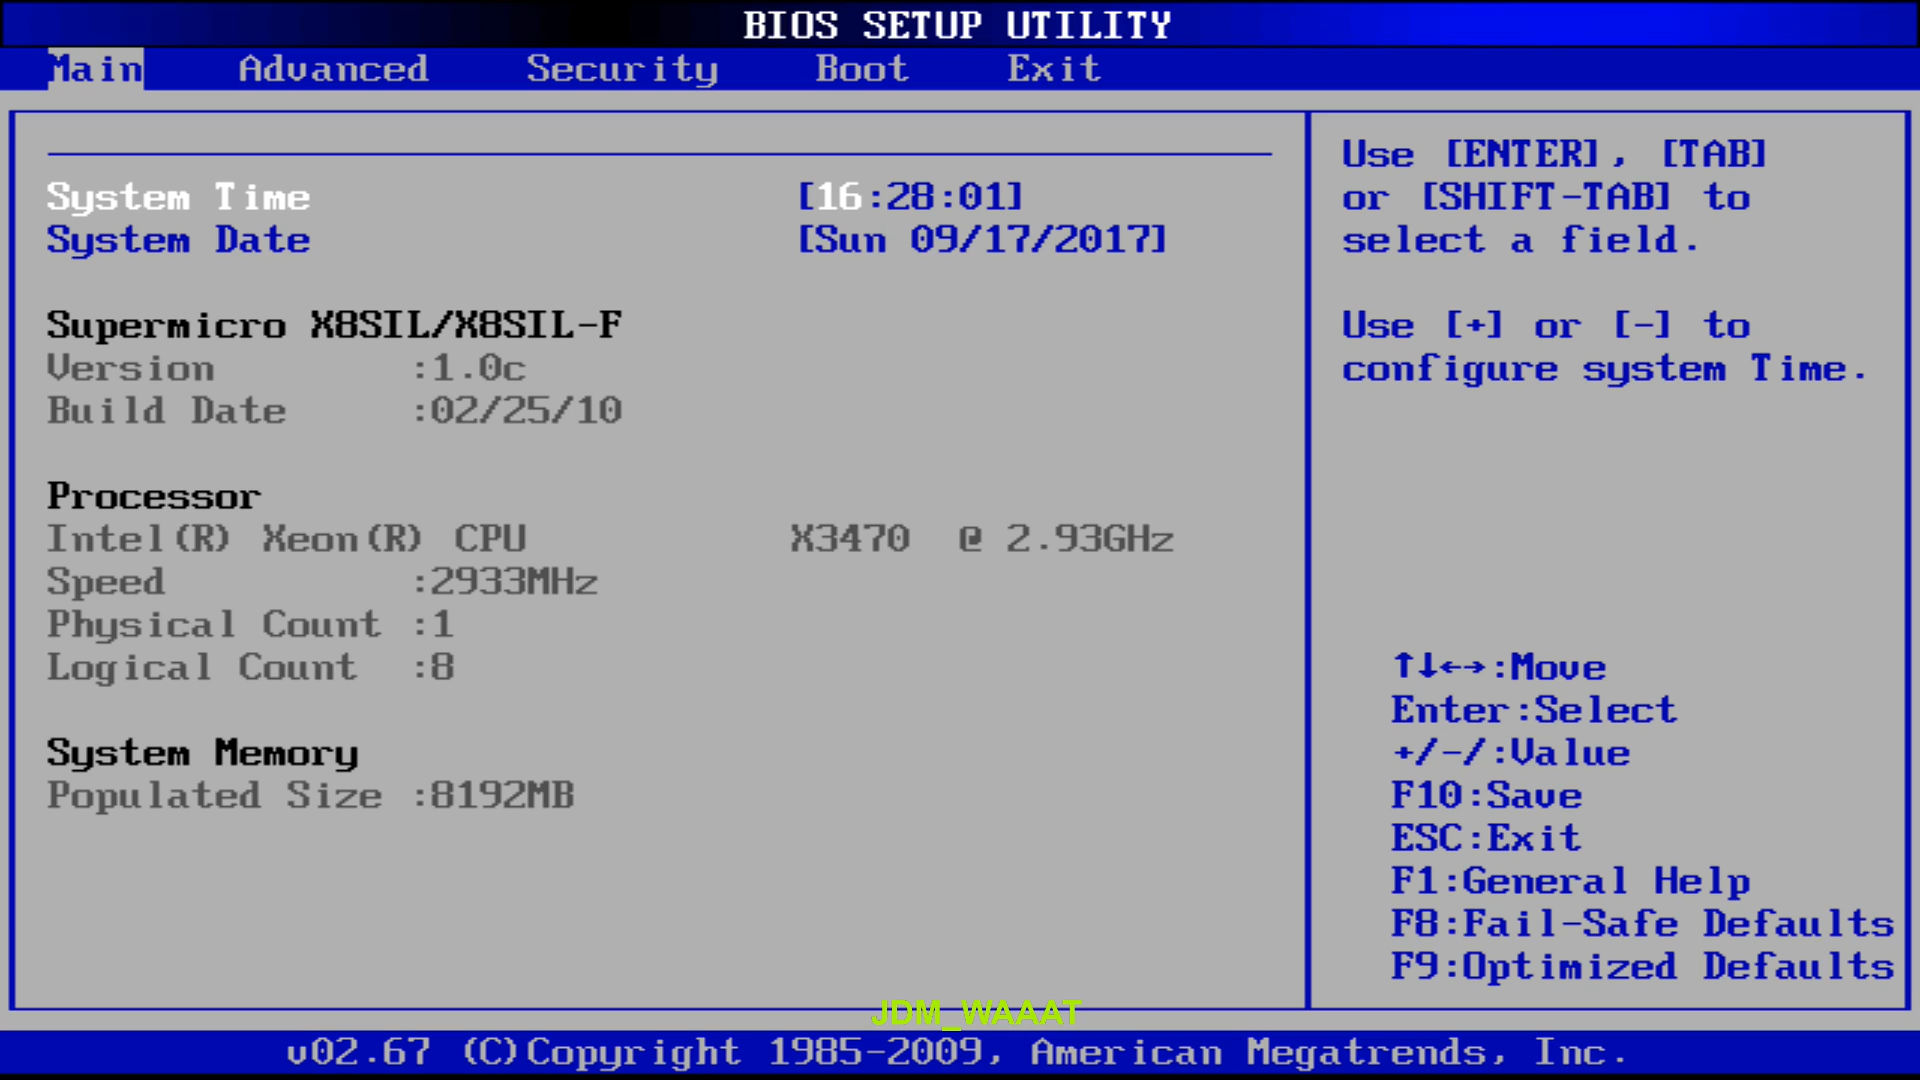 BIOS SETUP UTILITY
Main Advanced Security Boot Exit
System Time [16:28:01]
System Date [Sun 09/17/2017]
Supermicro X8SIL/X8SIL-F
Version :1.0c
Build Date :02/25/10
Processor
Intel(R) Xeon(R) CPU X3470 @ 2.93GHz
Speed :2933MHz
Physical Count :1
Logical Count :8
System Memory
Populated Size :8192MB
Use [ENTER], [TAB]
or [SHIFT-TAB] to
select a field.
Use [+] or [-] to
configure system Time.
↑↓←→:Move
Enter:Select
+/-/:Value
F10:Save
ESC:Exit
F1:General Help
F8:Fail-Safe Defaults
F9:Optimized Defaults
JDM_WAAAT
v02.67 (C)Copyright 1985-2009, American Megatrends, Inc.